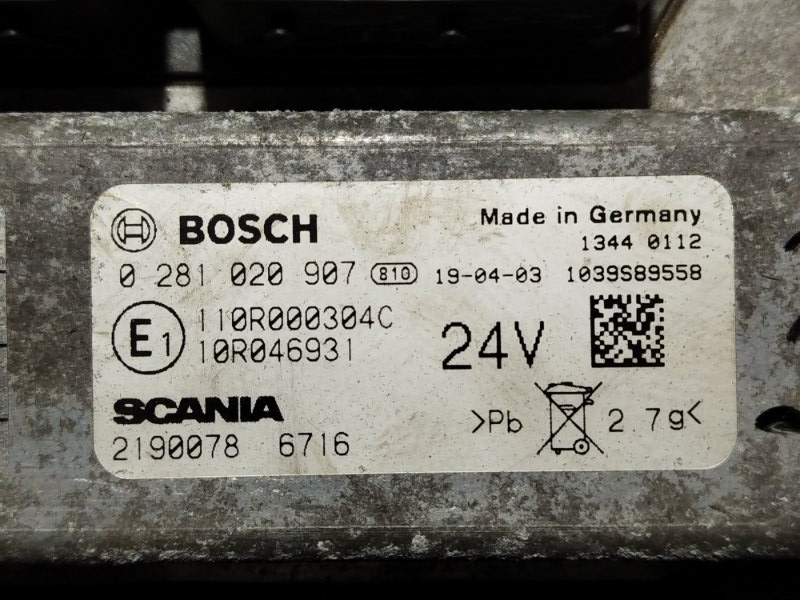 BOSCH
Made in Germany
1344 0112
0 281 020 907 810 19-04-03 1039S89558
E1
110R000304C
10R046931
24V
SCANIA
2190078 6716
>Pb 2.7g<